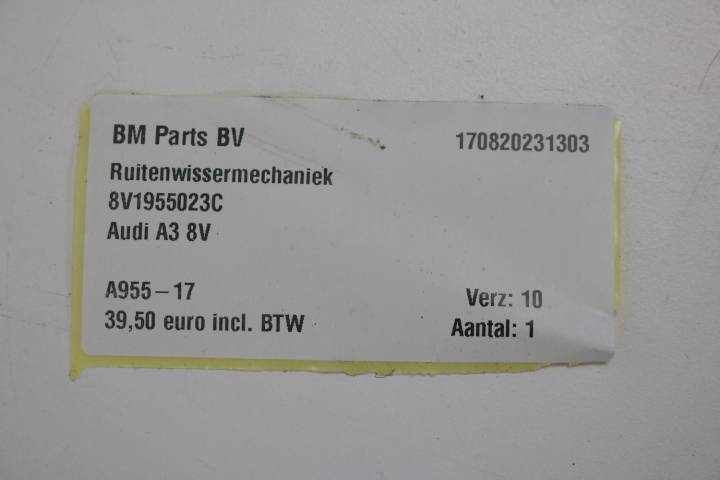 BM Parts BV 170820231303
Ruitenwissermechaniek
8V1955023C
Audi A3 8V
A955-17 Verz: 10
39,50 euro incl. BTW Aantal: 1